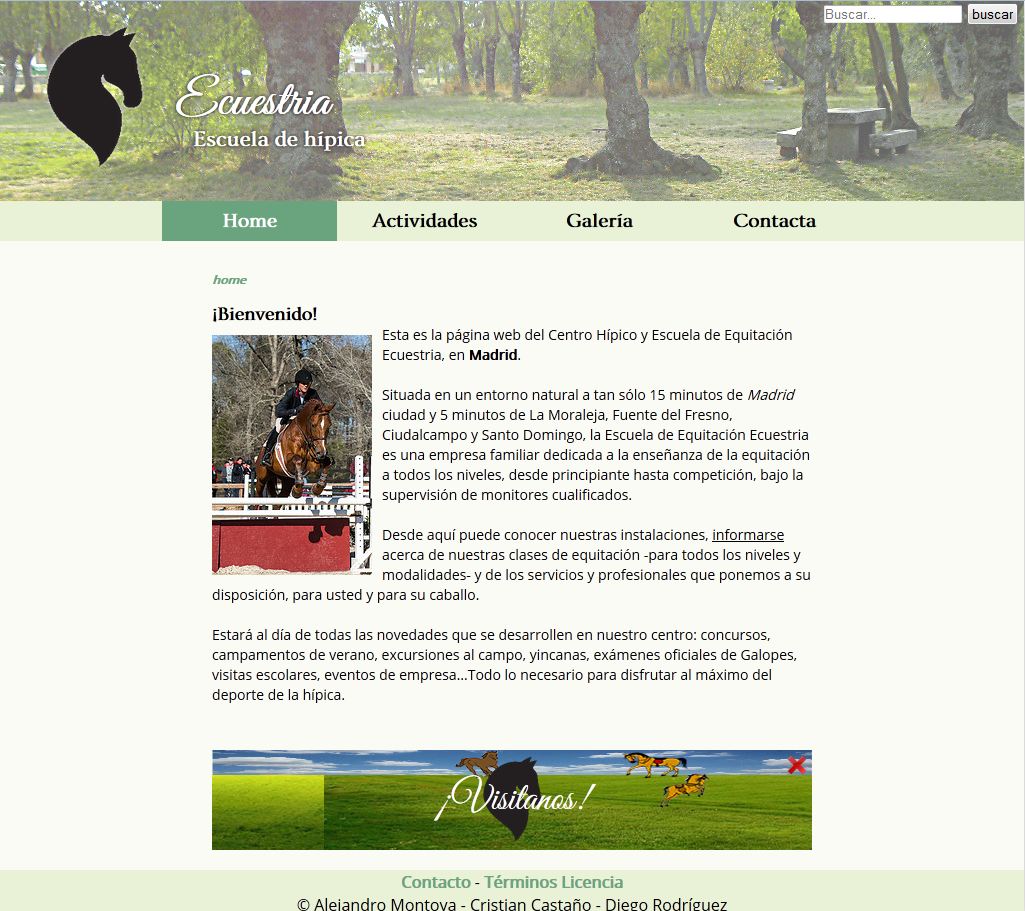 Buscar...
buscar
Ecuestria
Escuela de hípica
Home
Actividades
Galería
Contacta
home
¡Bienvenido!
Esta es la página web del Centro Hípico y Escuela de Equitación
Ecuestria, en Madrid.
Situada en un entorno natural a tan sólo 15 minutos de Madrid
ciudad y 5 minutos de La Moraleja, Fuente del Fresno,
Ciudalcampo y Santo Domingo, la Escuela de Equitación Ecuestria
es una empresa familiar dedicada a la enseñanza de la equitación
a todos los niveles, desde principiante hasta competición, bajo la
supervisión de monitores cualificados.
Desde aquí puede conocer nuestras instalaciones, informarse
acerca de nuestras clases de equitación -para todos los niveles y
modalidades- y de los servicios y profesionales que ponemos a su
disposición, para usted y para su caballo.
Estará al día de todas las novedades que se desarrollen en nuestro centro: concursos,
campamentos de verano, excursiones al campo, yincanas, exámenes oficiales de Galopes,
visitas escolares, eventos de empresa...Todo lo necesario para disfrutar al máximo del
deporte de la hípica.
¡Visitanos!
Contacto - Términos Licencia
© Alejandro Montoya - Cristian Castaño - Diego Rodríguez